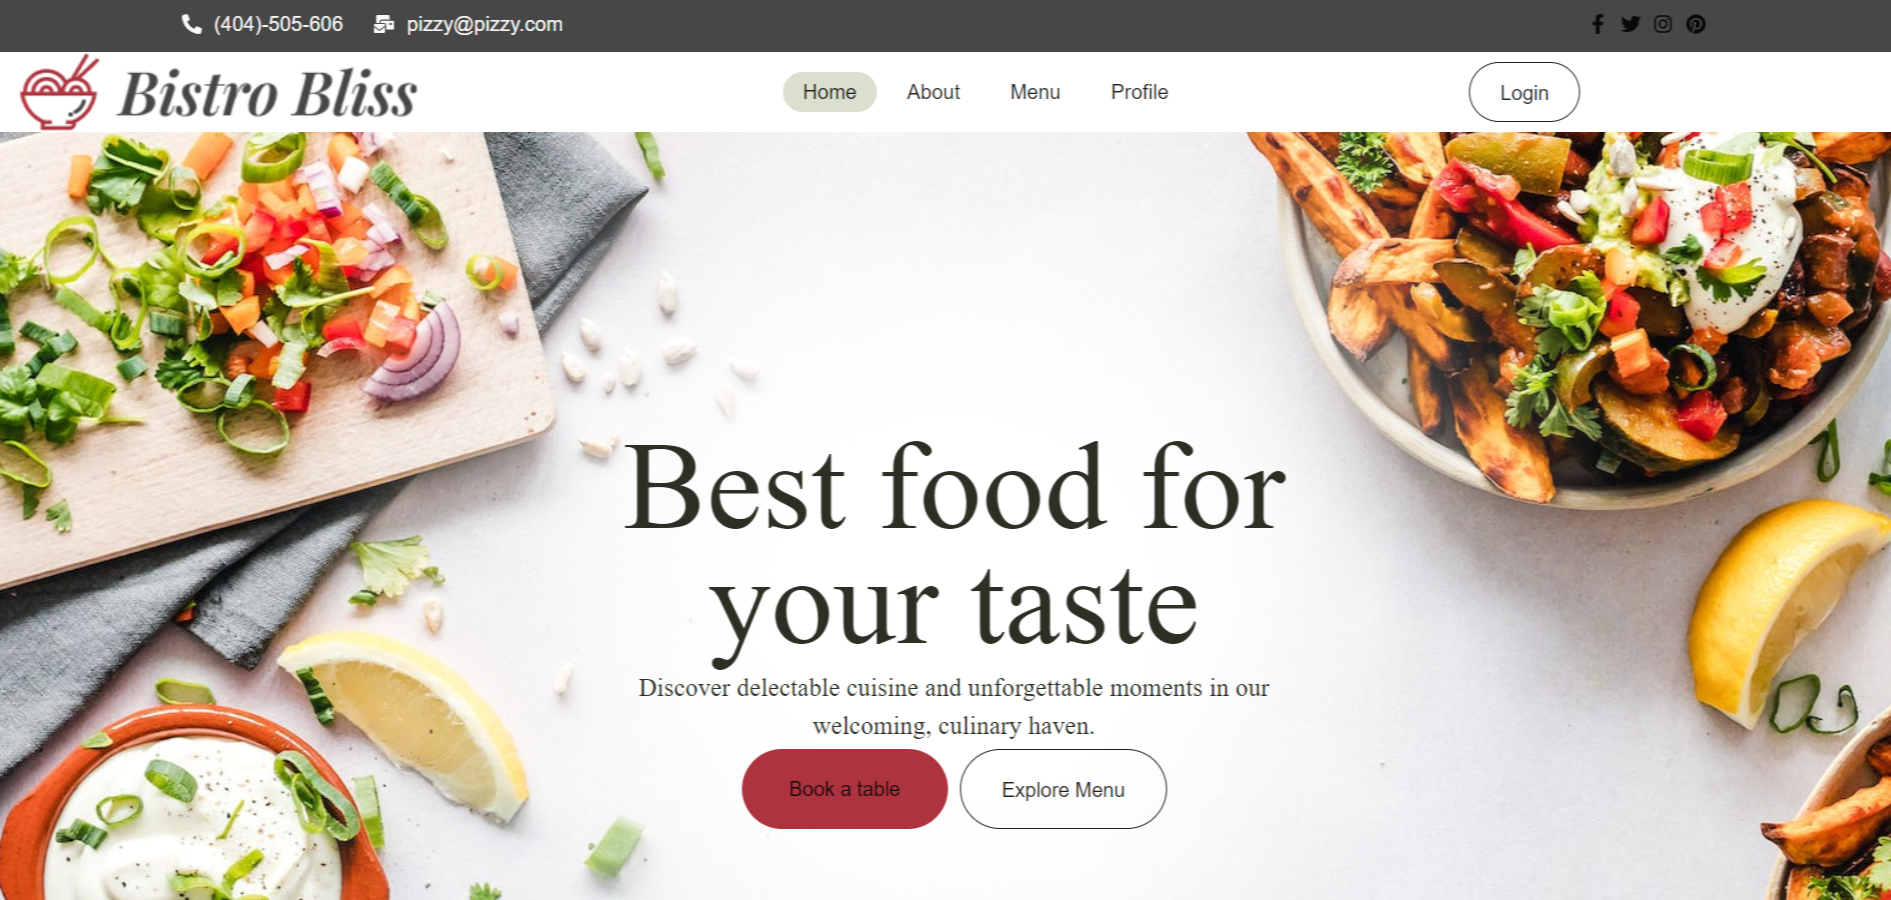 (404)-505-606 pizzy@pizzy.com
Bistro Bliss
Home About Menu Profile Login
Best food for
your taste
Discover delectable cuisine and unforgettable moments in our
welcoming, culinary haven.
Book a table Explore Menu